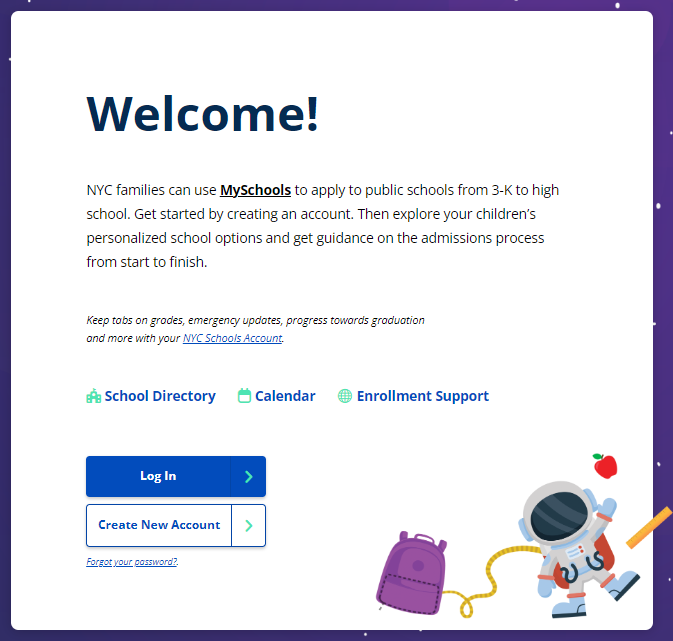 Welcome!
NYC families can use MySchools to apply to public schools from 3-K to high
school. Get started by creating an account. Then explore your children's
personalized school options and get guidance on the admissions process
from start to finish.
Keep tabs on grades, emergency updates, progress towards graduation
and more with your NYC Schools Account.
School Directory Calendar Enrollment Support
Log In
Create New Account
Forgot your password?.